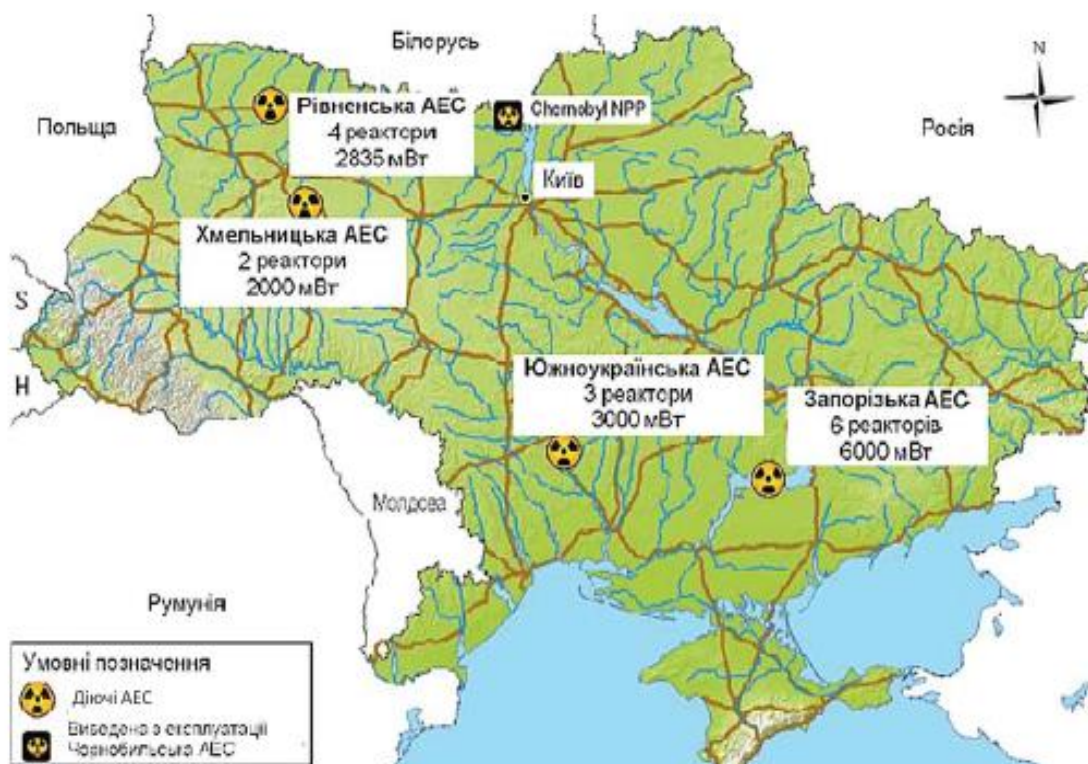 Білорусь
N
Польща
Рівненська АЕС
4 реактори
2835 мВт
Chernobyl NPP
Росія
Київ
Хмельницька АЕС
2 реактори
2000 мВт
S
H
Южноукраїнська АЕС
3 реактори
3000 мВт
Запорізька АЕС
6 реакторів
6000 мВт
Молдова
Румунія
Умовні позначення
Діючі АЕС
Виведена з експлуатації
Чорнобильська АЕС